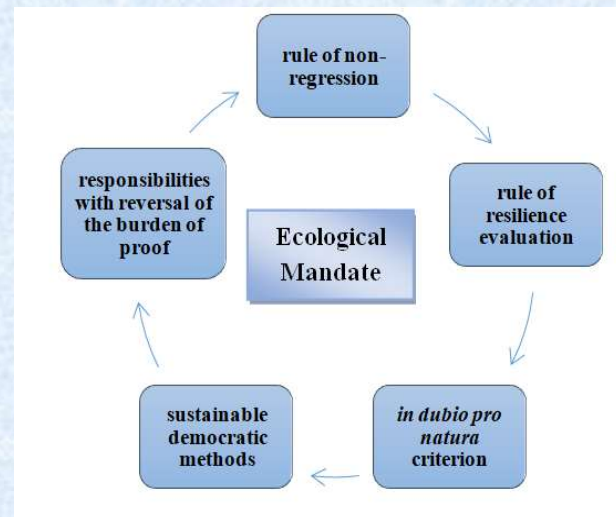 rule of non-
regression
rule of
resilience
evaluation
in dubio pro
natura
criterion
sustainable
democratic
methods
responsibilities
with reversal of
the burden of
proof
Ecological
Mandate